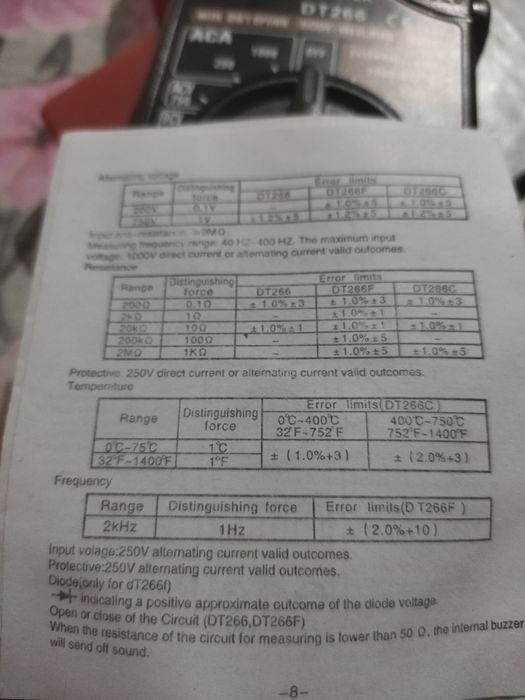 DT266
ACA
Alternating voltage
Range Distinguishing force Error limits
DT266 DT266F DT266C
200V 0.1V - ±1.0%±5 ±1.0%±5
750V 1V ±1.2%±5 ±1.2%±5 ±1.2%±5
Measuring frequency range: 40 HZ-400 HZ. The maximum input
voltage: 1000V direct current or alternating current valid outcomes.
Resistance
Range Distinguishing force Error limits
DT266 DT266F DT266C
200Ω 0.1Ω ±1.0%±3 ±1.0%±3 ±1.0%±3
2kΩ 1Ω - ±1.0%±1 -
20kΩ 10Ω ±1.0%±1 ±1.0%±1 ±1.0%±1
200kΩ 100Ω - ±1.0%±5 -
2MΩ 1KΩ ±1.0%±5 ±1.0%±5
Protective. 250V direct current or alternating current valid outcomes.
Temperature
Range Distinguishing force Error limits(DT266C)
0℃-400℃ 400℃-750℃
32℉-752℉ 752℉-1400℉
0℃-75℃ 1℃ ± (1.0%+3) ± (2.0%+3)
32℉-1400℉ 1℉
Frequency
Range Distinguishing force Error limits(D T266F )
2kHz 1Hz ± (2.0%+10)
Input volage:250V alternating current valid outcomes.
Protective:250V alternating current valid outcomes.
Diode(only for dT266f)
indicaling a positive approximate outcome of the diode voltage.
Open or close of the Circuit (DT266,DT266F)
When the resistance of the circuit for measuring is lower than 50 Ω, the internal buzzer
will send off sound.
-8-